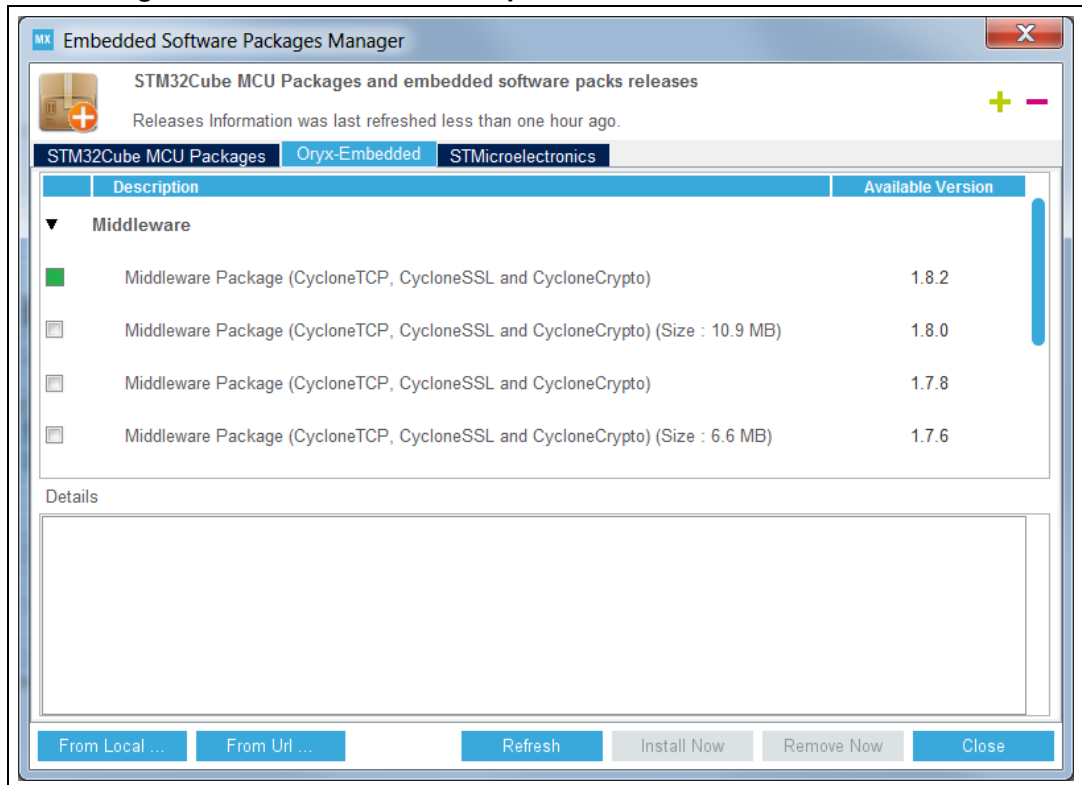 MX Embedded Software Packages Manager X
STM32Cube MCU Packages and embedded software packs releases
Releases Information was last refreshed less than one hour ago.
STM32Cube MCU Packages Oryx-Embedded STMicroelectronics
Description Available Version
Middleware
Middleware Package (CycloneTCP, CycloneSSL and CycloneCrypto) 1.8.2
Middleware Package (CycloneTCP, CycloneSSL and CycloneCrypto) (Size : 10.9 MB) 1.8.0
Middleware Package (CycloneTCP, CycloneSSL and CycloneCrypto) 1.7.8
Middleware Package (CycloneTCP, CycloneSSL and CycloneCrypto) (Size : 6.6 MB) 1.7.6
Details
From Local ... From Url ... Refresh Install Now Remove Now Close